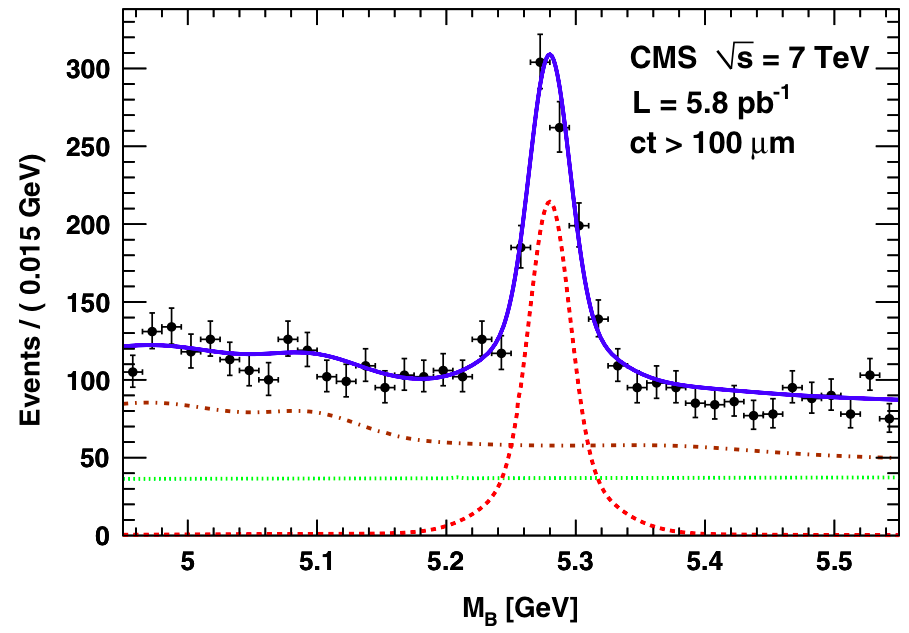 CMS √s = 7 TeV
L = 5.8 pb⁻¹
ct > 100 μm
Events / ( 0.015 GeV)
300
250
200
150
100
50
0
5 5.1 5.2 5.3 5.4 5.5
M_B [GeV]